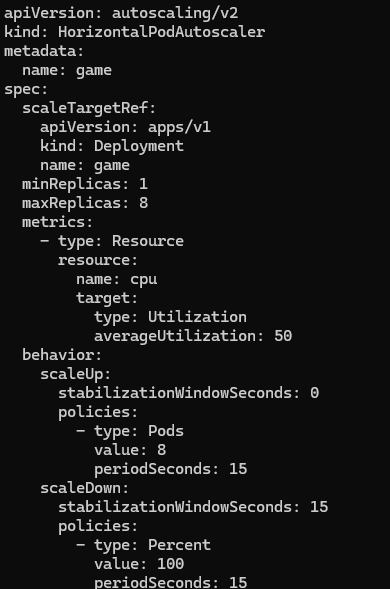 apiVersion: autoscaling/v2
kind: HorizontalPodAutoscaler
metadata:
  name: game
spec:
  scaleTargetRef:
    apiVersion: apps/v1
    kind: Deployment
    name: game
  minReplicas: 1
  maxReplicas: 8
  metrics:
    - type: Resource
      resource:
        name: cpu
        target:
          type: Utilization
          averageUtilization: 50
  behavior:
    scaleUp:
      stabilizationWindowSeconds: 0
      policies:
        - type: Pods
          value: 8
          periodSeconds: 15
    scaleDown:
      stabilizationWindowSeconds: 15
      policies:
        - type: Percent
          value: 100
          periodSeconds: 15